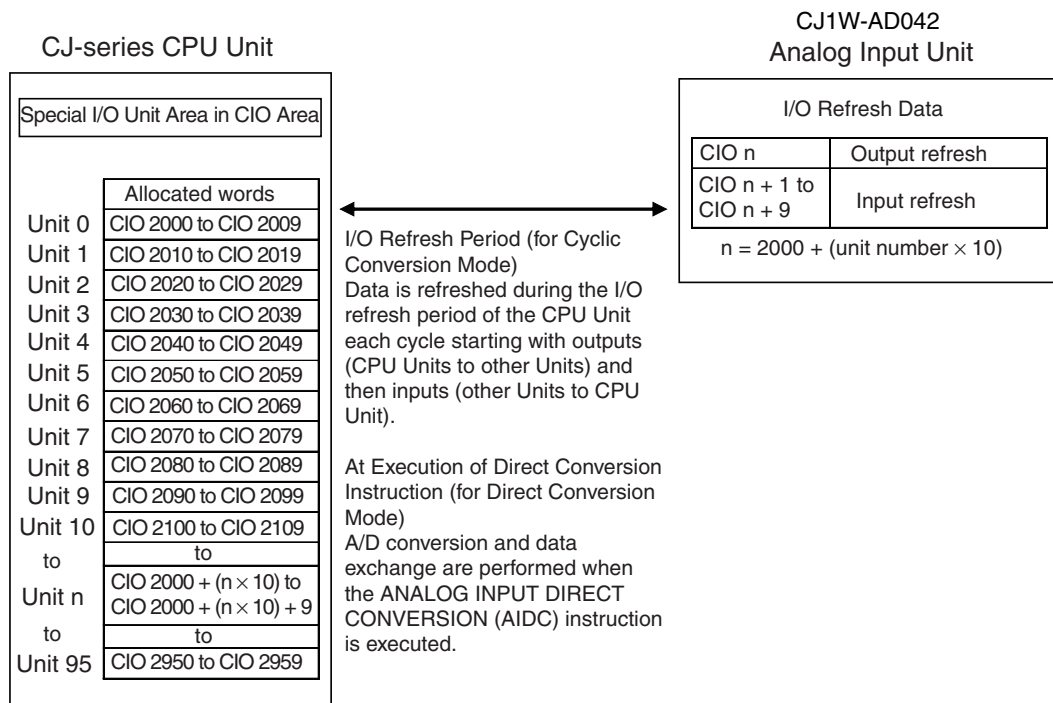 CJ-series CPU Unit
Special I/O Unit Area in CIO Area
Allocated words
Unit 0 CIO 2000 to CIO 2009
Unit 1 CIO 2010 to CIO 2019
Unit 2 CIO 2020 to CIO 2029
Unit 3 CIO 2030 to CIO 2039
Unit 4 CIO 2040 to CIO 2049
Unit 5 CIO 2050 to CIO 2059
Unit 6 CIO 2060 to CIO 2069
Unit 7 CIO 2070 to CIO 2079
Unit 8 CIO 2080 to CIO 2089
Unit 9 CIO 2090 to CIO 2099
Unit 10 CIO 2100 to CIO 2109
to to
Unit n CIO 2000 + (n × 10) to
CIO 2000 + (n × 10) + 9
to to
Unit 95 CIO 2950 to CIO 2959
I/O Refresh Period (for Cyclic
Conversion Mode)
Data is refreshed during the I/O
refresh period of the CPU Unit
each cycle starting with outputs
(CPU Units to other Units) and
then inputs (other Units to CPU
Unit).
At Execution of Direct Conversion
Instruction (for Direct Conversion
Mode)
A/D conversion and data
exchange are performed when
the ANALOG INPUT DIRECT
CONVERSION (AIDC) instruction
is executed.
CJ1W-AD042
Analog Input Unit
I/O Refresh Data
CIO n Output refresh
CIO n + 1 to
CIO n + 9 Input refresh
n = 2000 + (unit number × 10)